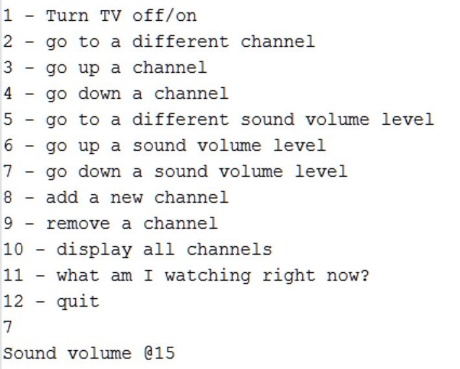 1 - Turn TV off/on
2 - go to a different channel
3 - go up a channel
4 - go down a channel
5 - go to a different sound volume level
6 - go up a sound volume level
7 - go down a sound volume level
8 - add a new channel
9 - remove a channel
10 - display all channels
11 - what am I watching right now?
12 - quit
7
Sound volume @15